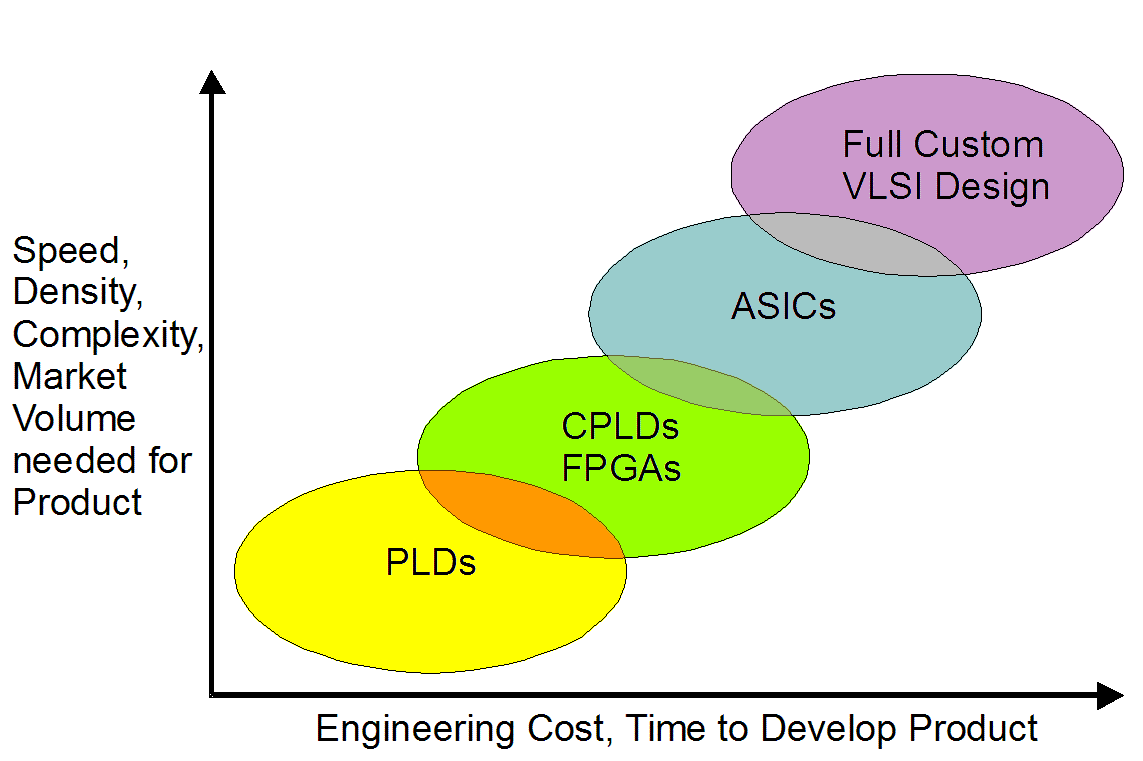 Full Custom
VLSI Design
Speed,
Density,
Complexity,
Market
Volume
needed for
Product
ASICs
CPLDs
FPGAs
PLDs
Engineering Cost, Time to Develop Product